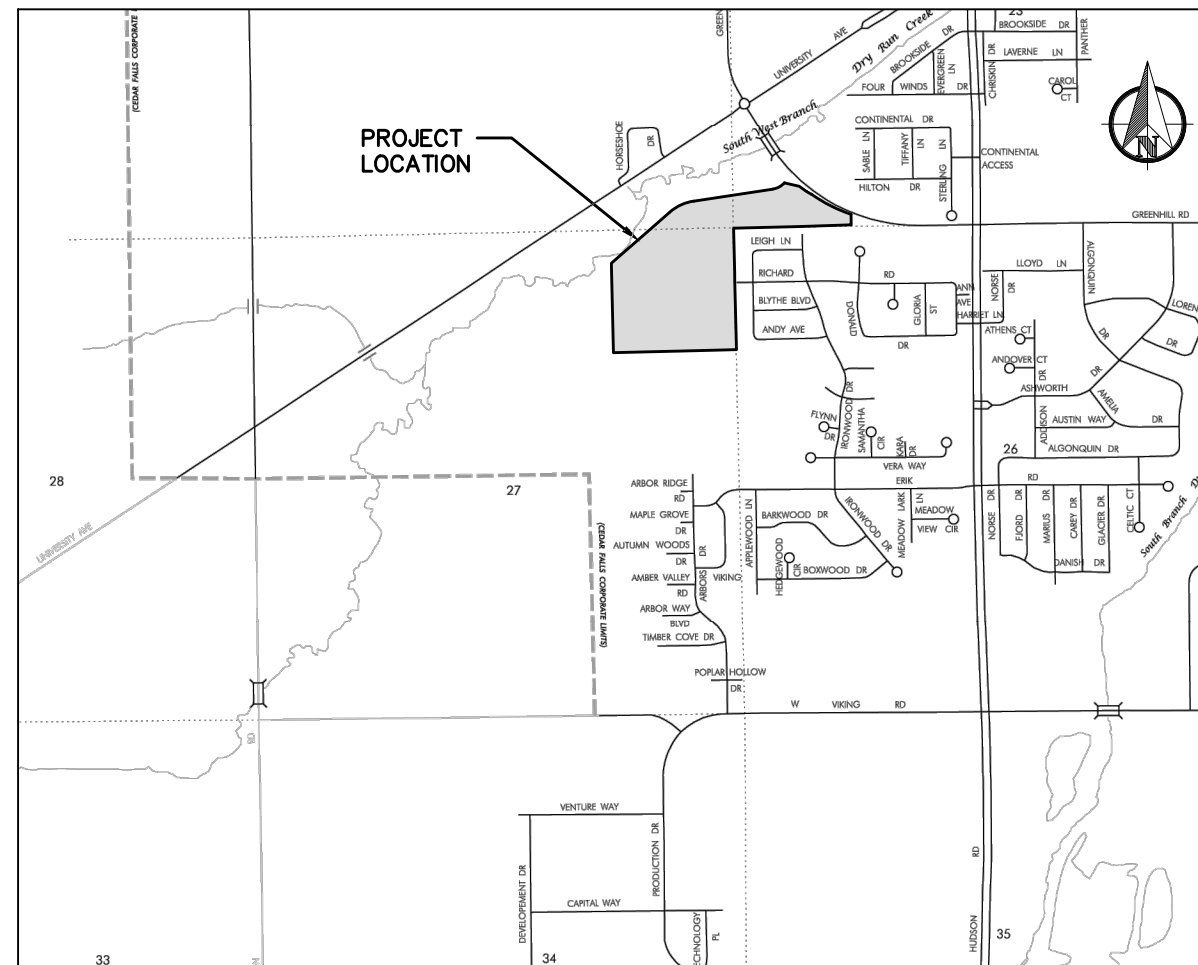 23
BROOKSIDE DR
GREEN
UNIVERSITY AVE
Dry Run Creek
BROOKSIDE DR
LAVERNE LN
PANTHER
(CEDAR FALLS CORPORATE
EVERGREEN
LN
CHRISKIN DR
FOUR WINDS DR
CAROL
CT
PROJECT
LOCATION
HORSESHOE
DR
South West Branch
CONTINENTAL DR
SABLE LN
TIFFANY
LN
STERLING LN
CONTINENTAL
ACCESS
HILTON DR
N
GREENHILL RD
LEIGH LN
RICHARD RD
BLYTHE BLVD
ANDY AVE
DONALD
DR
GLORIA
ST
ANN
AVE
HARRIET LN
NORSE
DR
LLOYD LN
ALGONQUIN
DR
LOREN
DR
ATHENS CT
ANDOVER CT
DR
ASHWORTH
DR
AMELIA
ADDISON
AUSTIN WAY DR
ALGONQUIN DR
26
FLYNN
DR
IRONWOOD DR
SAMANTHA
CIR
KARA
DR
VERA WAY
ERIK RD
28
27
UNIVERSITY AVE
(CEDAR FALLS CORPORATE LIMITS)
ARBOR RIDGE
RD
MAPLE GROVE
DR
AUTUMN WOODS
DR
AMBER VALLEY
RD
ARBOR WAY
BLVD
TIMBER COVE DR
ARBORS DR
VIKING
APPLEWOOD LN
BARKWOOD DR
HEDGEWOOD
CIR
BOXWOOD DR
IRONWOOD DR
MEADOW LARK LN
MEADOW
VIEW CIR
NORSE DR
FJORD DR
MARIUS DR
CAREY DR
GLACIER DR
CELTIC CT
DANISH DR
South Branch
POPLAR HOLLOW
DR
W VIKING RD
VENTURE WAY
PRODUCTION DR
DEVELOPEMENT DR
CAPITAL WAY
ECHNOLOGY
PL
HUDSON RD
33
34
35